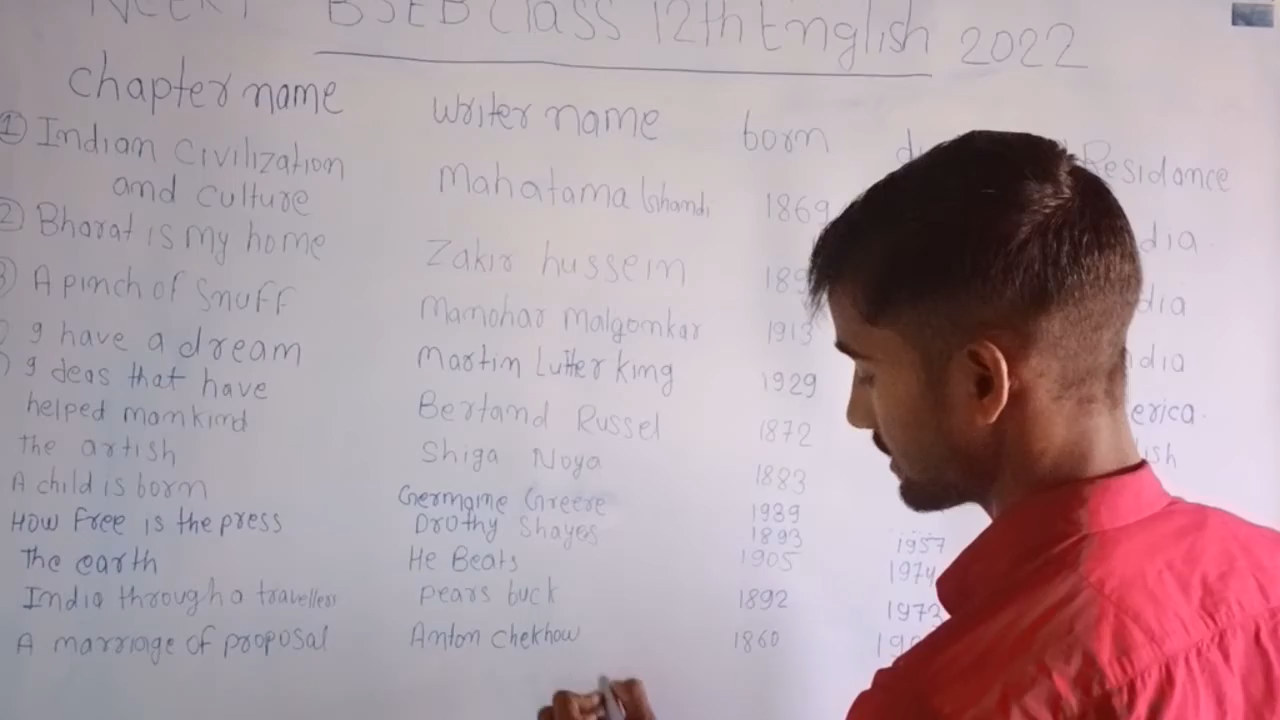 BSEB Class 12th English 2022
Chapter name writer name born Residance
① Indian Civilization Mahatama Ghandi 1869
and culture
② Bharat is my home Zakir hussein
A pinch of Snuff Manohar Malgonkar 1913
I have a dream Martin Lutter King 1929
Ideas that have Bertand Russel 1872
helped mankind
The artish Shiga Noya 1883
A child is born Germaine Greere 1939
How Free is the press Drothy Shayes 1893 1957
The earth He Beats 1905 1974
India through a travellers pears buck 1892 1973
A marriage of proposal Anton chekhow 1860